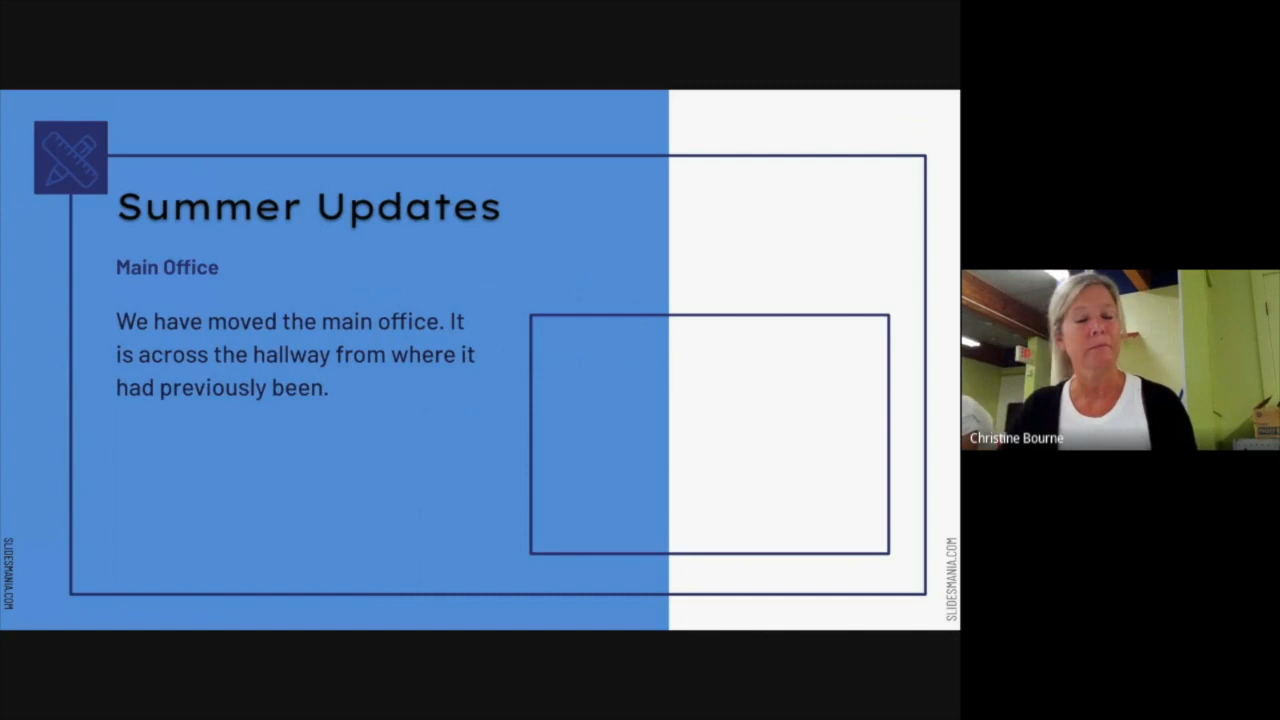 Summer Updates
Main Office
We have moved the main office. It
is across the hallway from where it
had previously been.
SLIDESMANIA.COM
SLIDESMANIA.COM
Christine Bourne